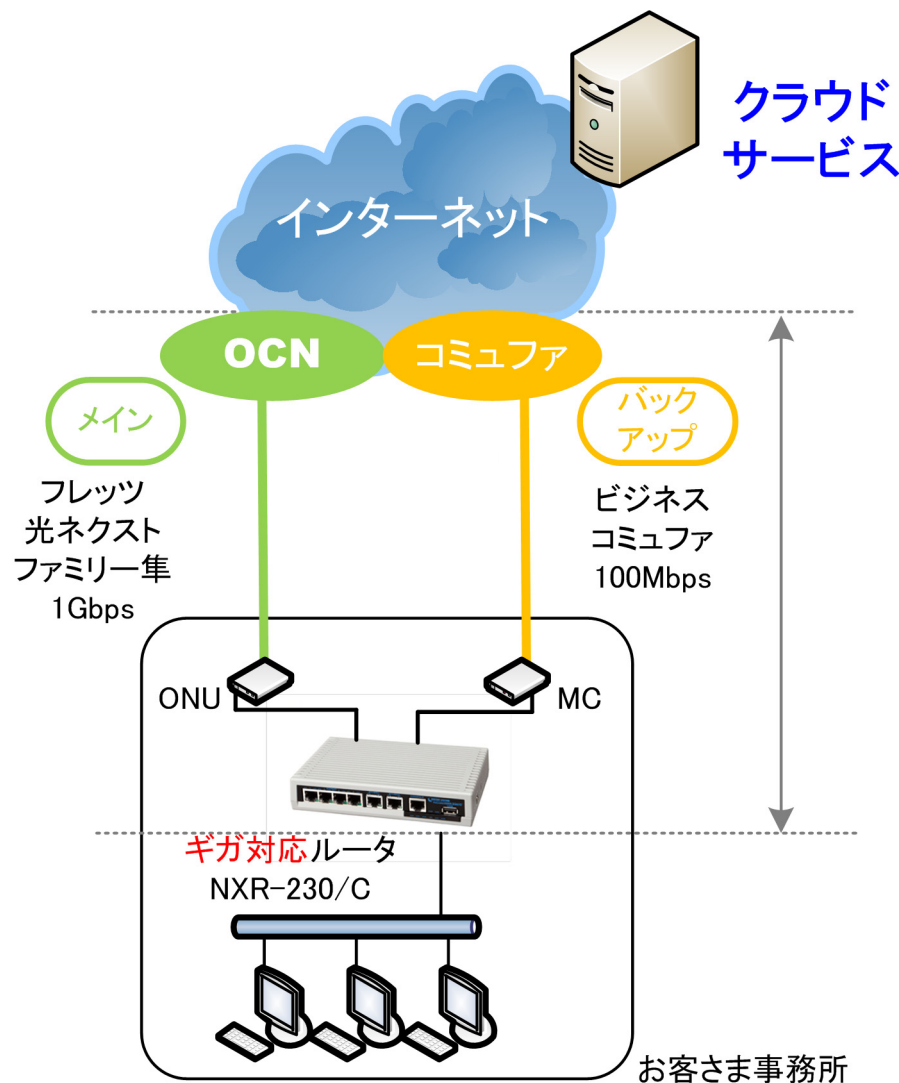 クラウド
サービス
インターネット
OCN
コミュファ
メイン
バック
アップ
フレッツ
光ネクスト
ファミリー隼
1Gbps
ビジネス
コミュファ
100Mbps
ONU
MC
ギガ対応ルータ
NXR-230/C
お客さま事務所